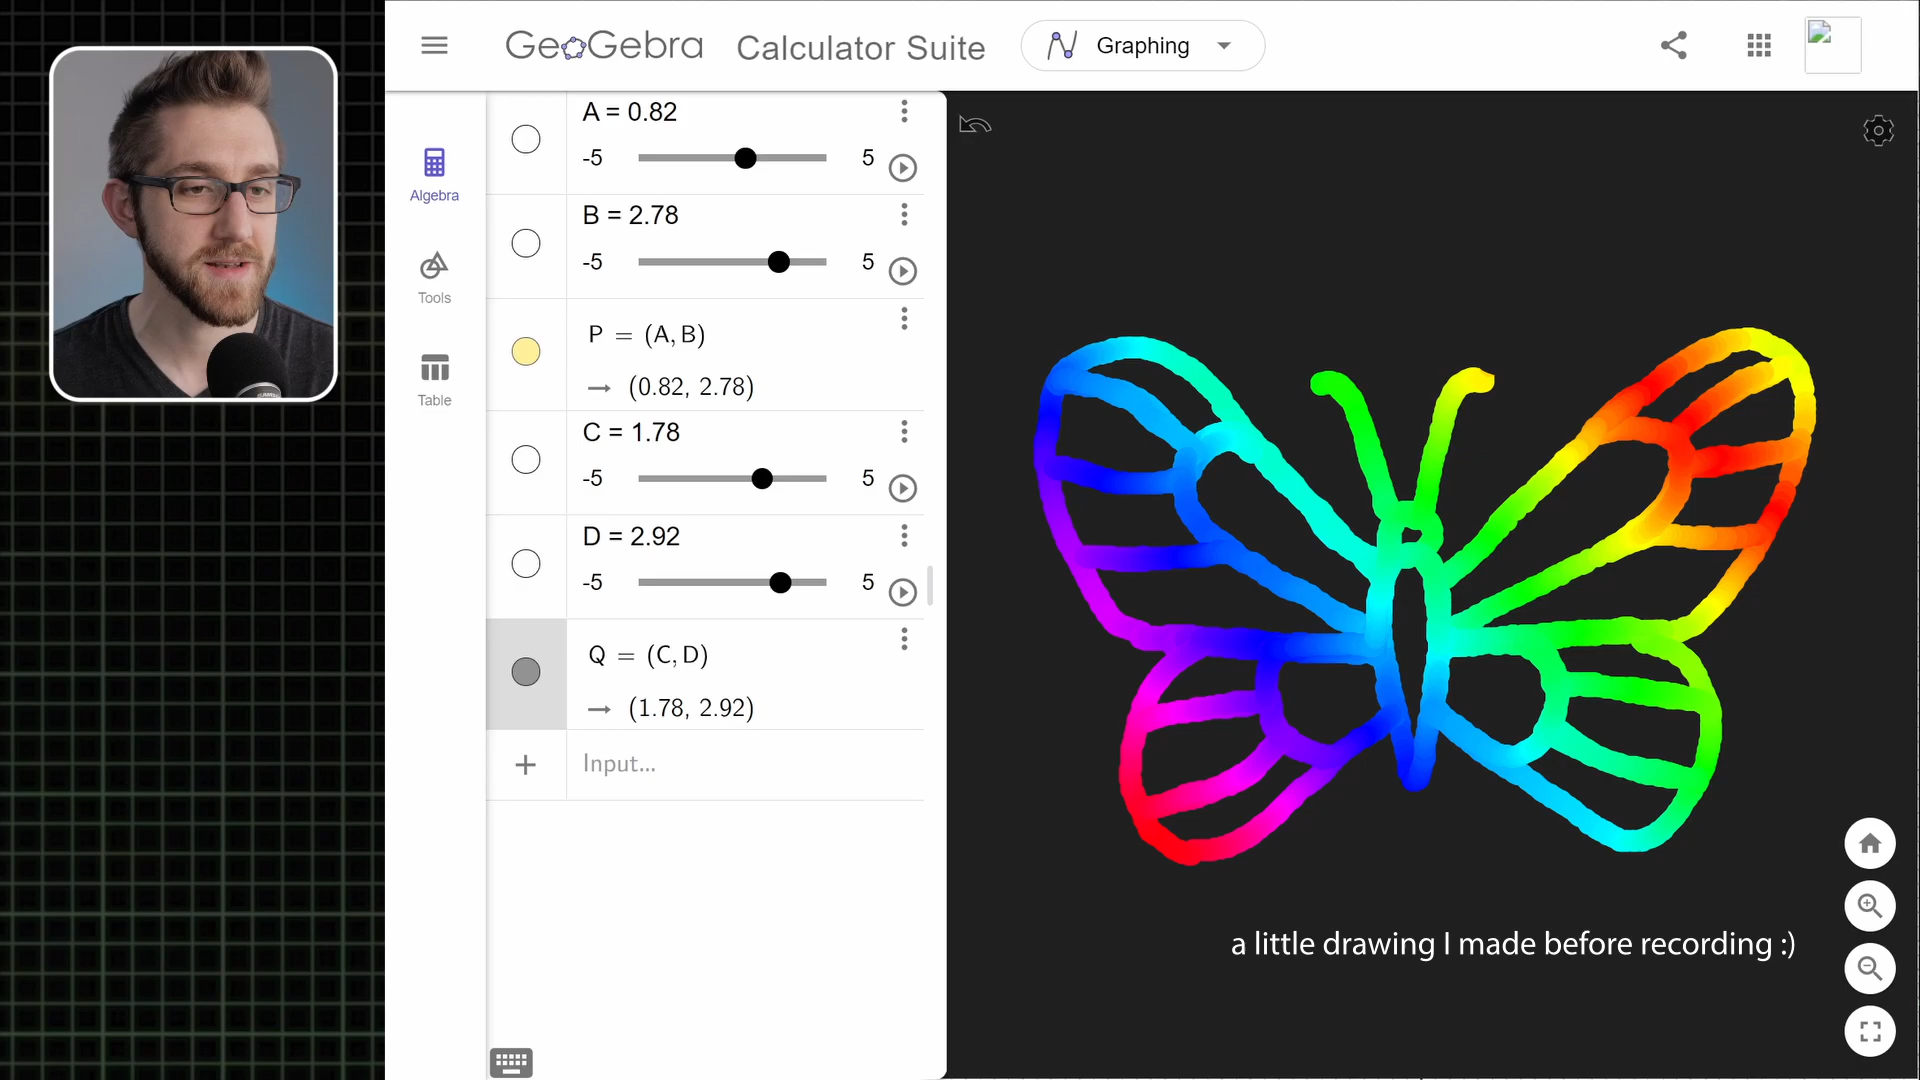 GeoGebra Calculator Suite Graphing
Algebra
Tools
Table
A = 0.82
-5 5
B = 2.78
-5 5
P = (A, B)
→ (0.82, 2.78)
C = 1.78
-5 5
D = 2.92
-5 5
Q = (C, D)
→ (1.78, 2.92)
+ Input...
a little drawing I made before recording :)